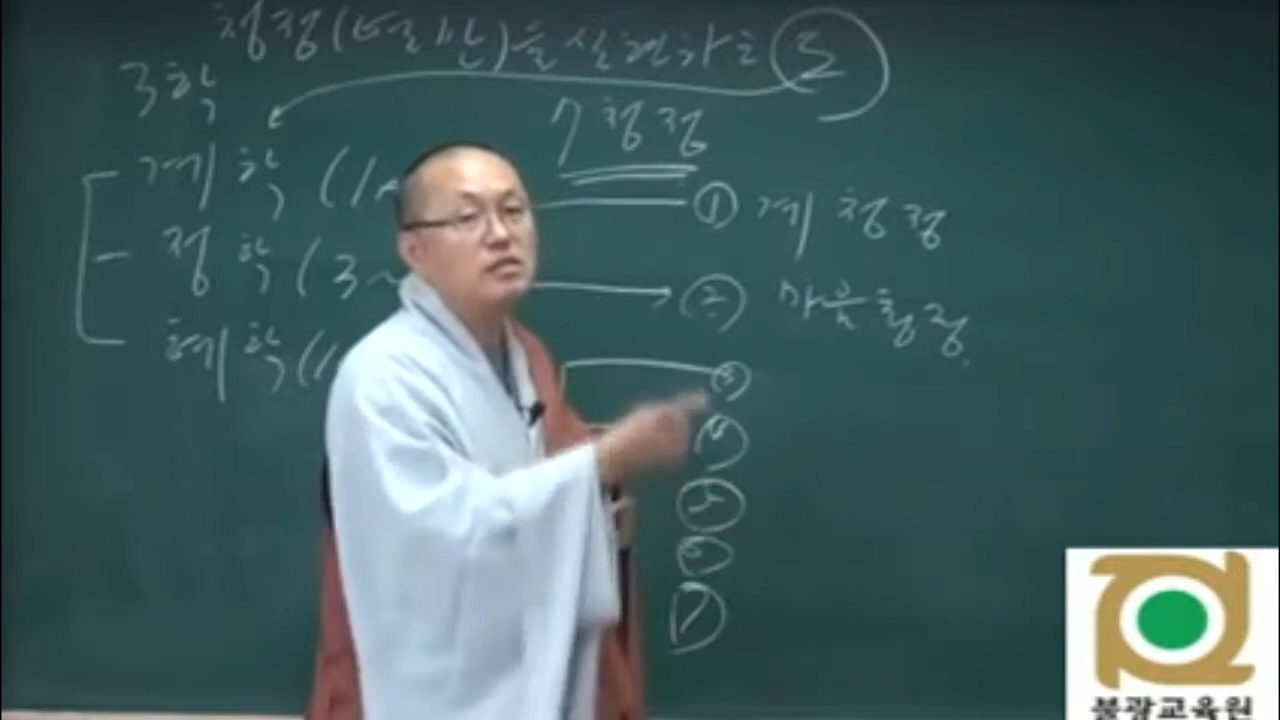 청정(열반)을실현하는 도
3학
7청정
계학 (1~
① 계청정
정학 (3~
② 마음청정
혜학 (
③
④
⑤
⑥
⑦
불광교육원